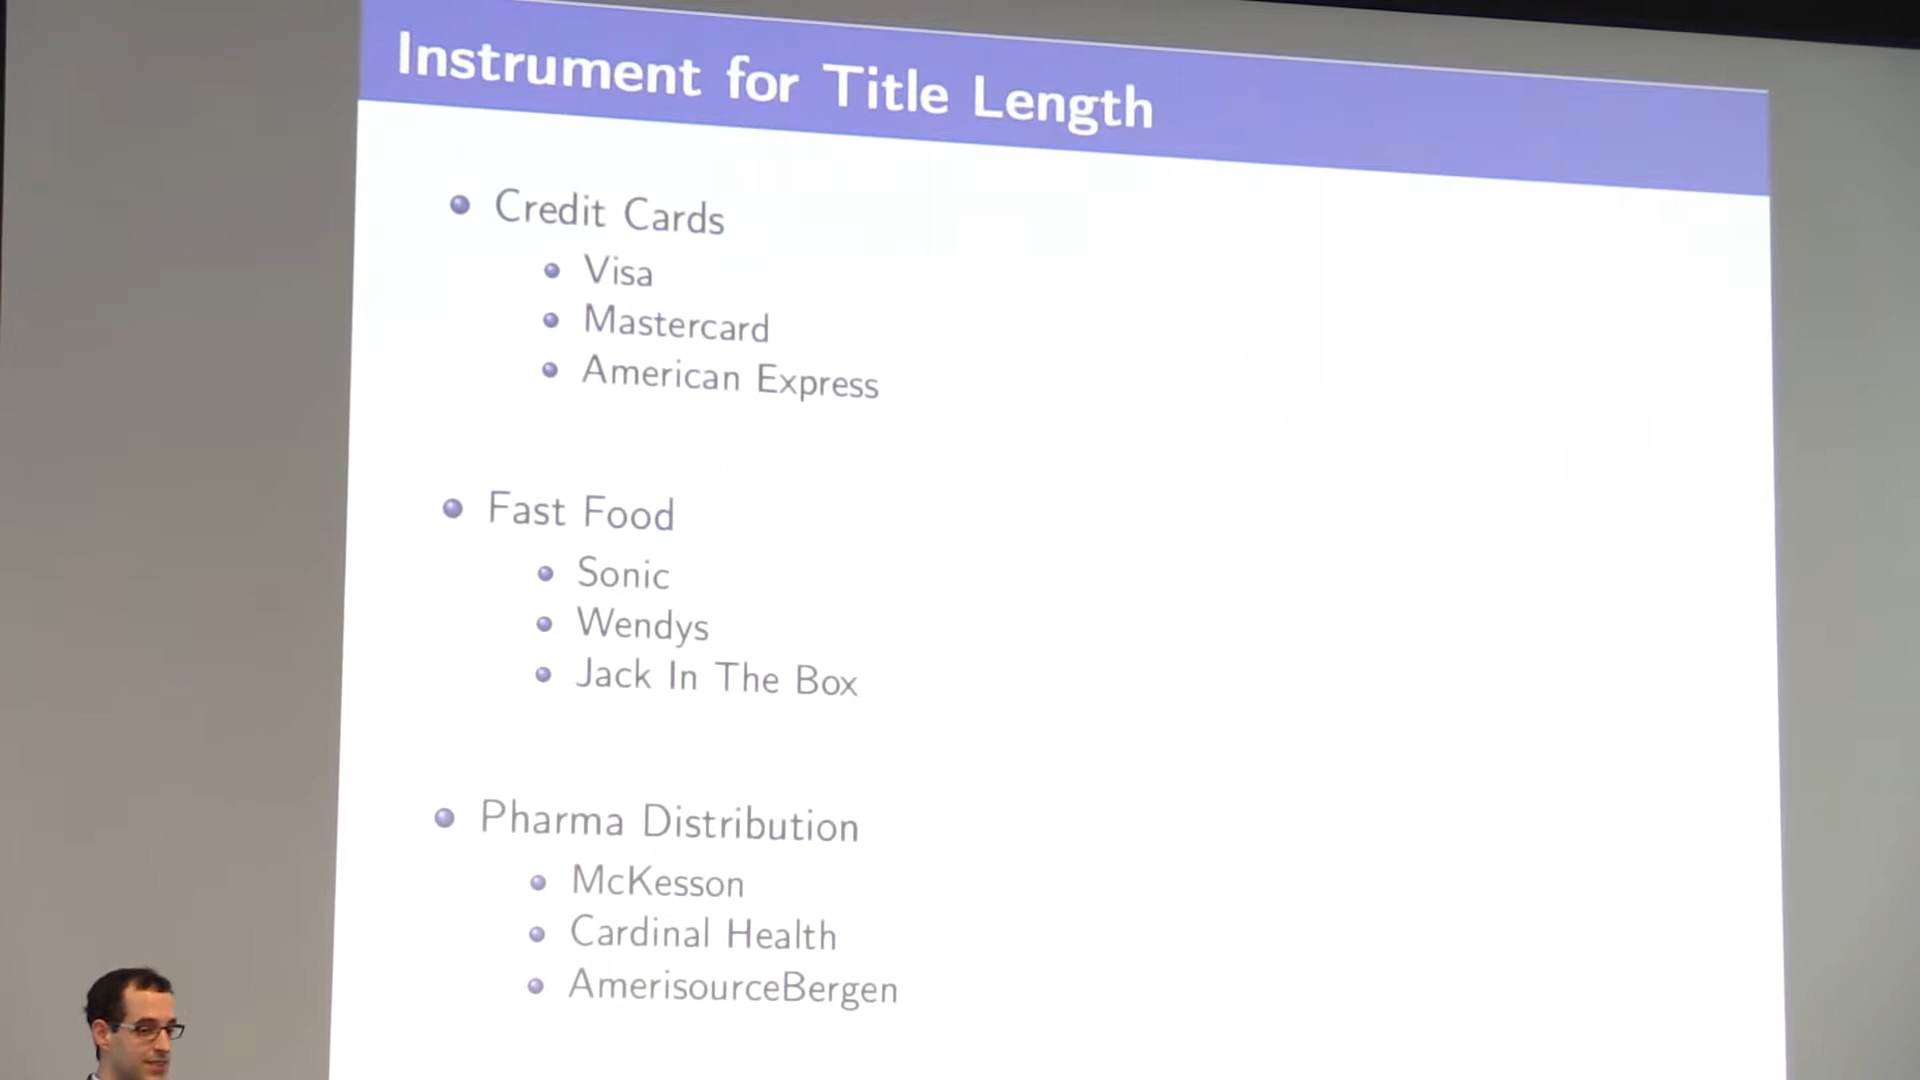 Instrument for Title Length
Credit Cards
Visa
Mastercard
American Express
Fast Food
Sonic
Wendys
Jack In The Box
Pharma Distribution
McKesson
Cardinal Health
AmerisourceBergen